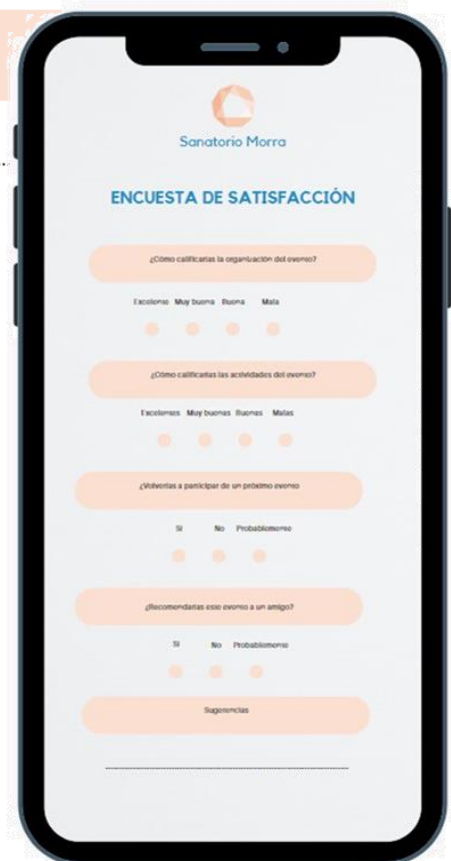 Sanatorio Morra
ENCUESTA DE SATISFACCIÓN
¿Cómo calificarías la organización del evento?
Excelente Muy buena Buena Mala
¿Cómo calificarías las actividades del evento?
Excelentes Muy buenas Buenas Malas
¿Volverías a participar de un próximo evento
Si No Probablemente
¿Recomendarías este evento a un amigo?
Si No Probablemente
Sugerencias